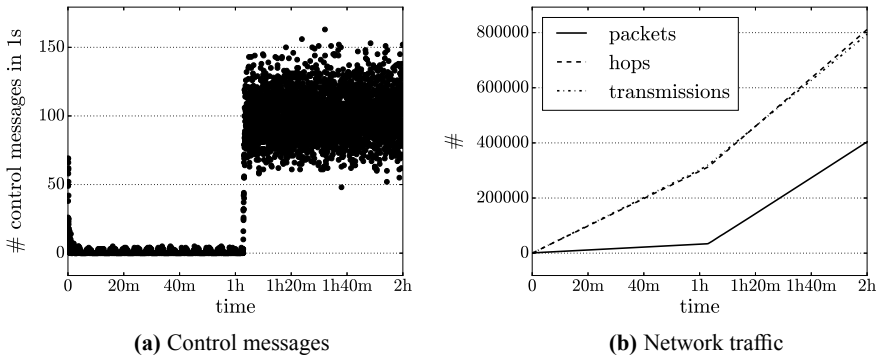 # control messages in 1s
150
100
50
0
0 20m 40m 1h 1h20m 1h40m 2h
time
(a) Control messages
#
800000
600000
400000
200000
0
packets
hops
transmissions
0 20m 40m 1h 1h20m 1h40m 2h
time
(b) Network traffic